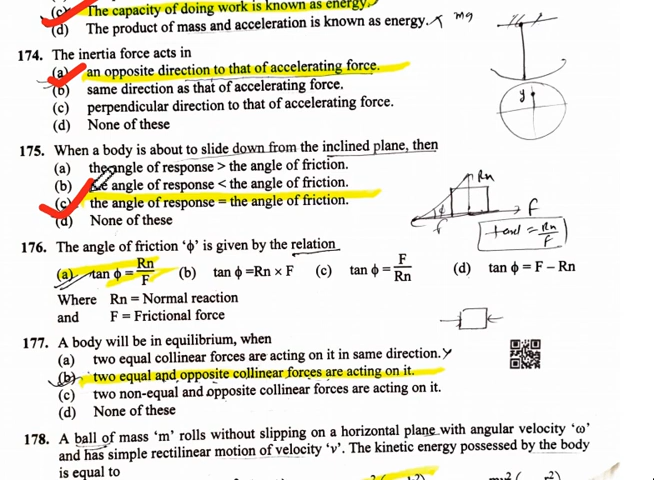 (c) The capacity of doing work is known as energy.
(d) The product of mass and acceleration is known as energy. mg
174. The inertia force acts in
(a) an opposite direction to that of accelerating force.
(b) same direction as that of accelerating force.
(c) perpendicular direction to that of accelerating force.
(d) None of these
y
175. When a body is about to slide down from the inclined plane, then
(a) the angle of response > the angle of friction.
(b) the angle of response < the angle of friction.
(c) the angle of response = the angle of friction.
(d) None of these
Rn
F
tanα = Rn/F
176. The angle of friction ‘ϕ’ is given by the relation
(a) tan ϕ = Rn/F (b) tan ϕ =Rn × F (c) tan ϕ = F/Rn (d) tan ϕ = F – Rn
Where Rn = Normal reaction
and F = Frictional force
177. A body will be in equilibrium, when
(a) two equal collinear forces are acting on it in same direction.
(b) two equal and opposite collinear forces are acting on it.
(c) two non-equal and opposite collinear forces are acting on it.
(d) None of these
178. A ball of mass ‘m’ rolls without slipping on a horizontal plane with angular velocity ‘ω’
and has simple rectilinear motion of velocity ‘v’. The kinetic energy possessed by the body
is equal to